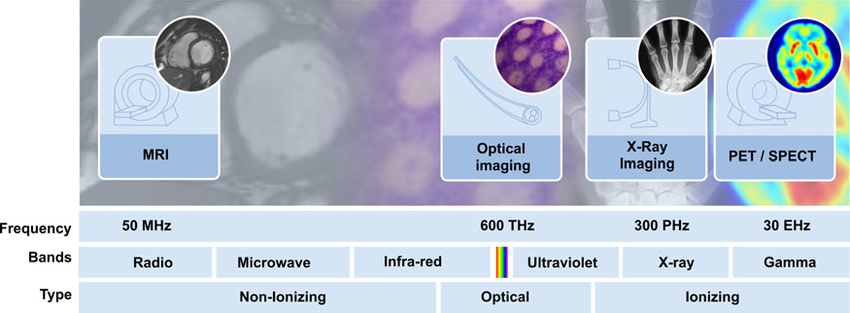 MRI
Optical
imaging
X-Ray
Imaging
PET / SPECT
Frequency
50 MHz
600 THz
300 PHz
30 EHz
Bands
Radio
Microwave
Infra-red
Ultraviolet
X-ray
Gamma
Type
Non-Ionizing
Optical
Ionizing